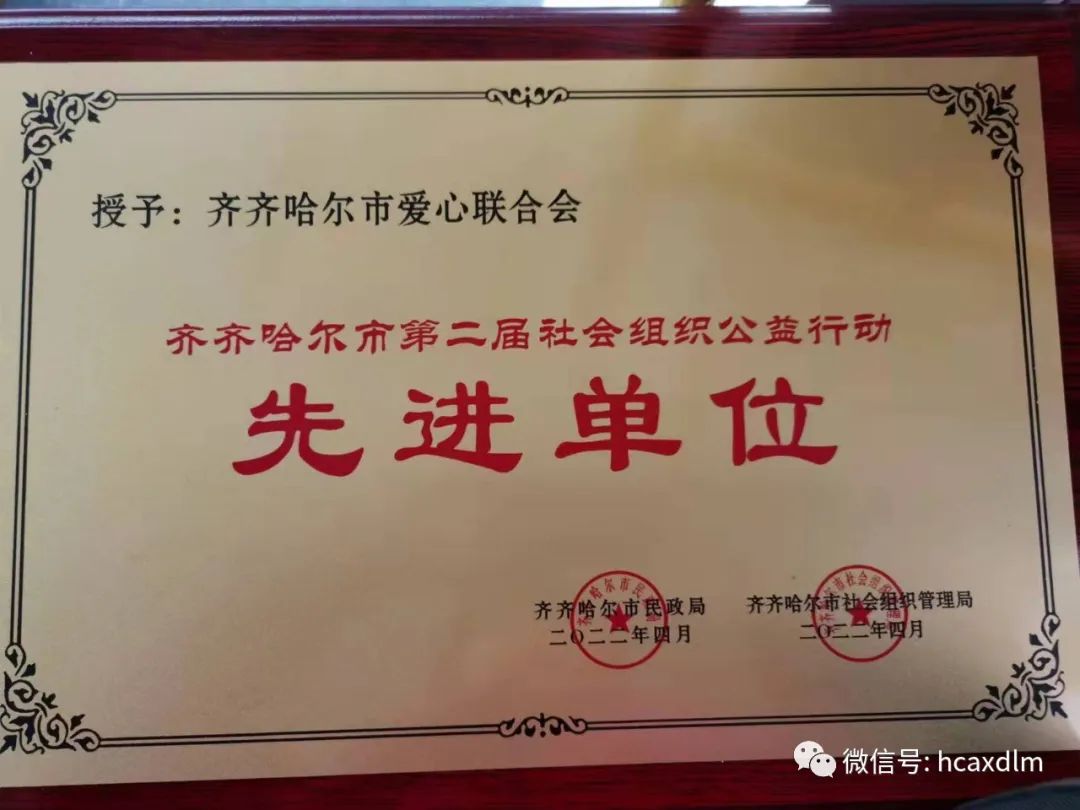 授予：齐齐哈尔市爱心联合会
齐齐哈尔市第二届社会组织公益行动
先进单位
齐齐哈尔市民政局
二〇二二年四月
齐齐哈尔市社会组织管理局
二〇二二年四月
微信号: hcaxdlm